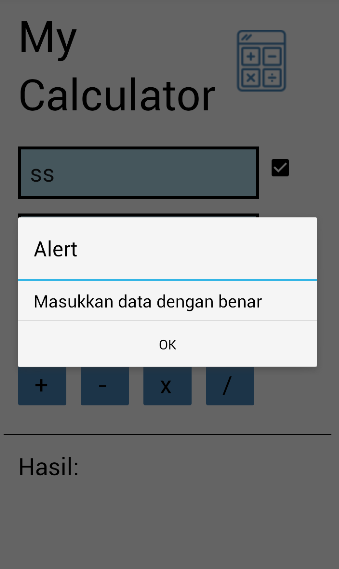 My
Calculator
ss
Alert
Masukkan data dengan benar
OK
+ - x /
Hasil: